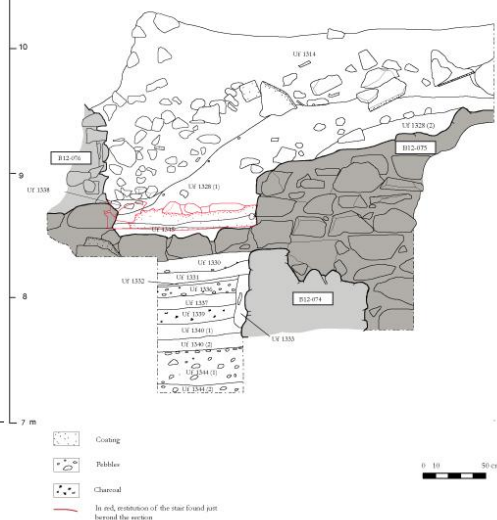 10
Uf 1314
Uf 1328 (2)
B12-075
B12-076
9
Uf 1338
Uf 1328 (1)
Uf 1330
Uf 1331
Uf 1332
Uf 1336
8
Uf 1337
B12-074
Uf 1339
Uf 1333
Uf 1340 (1)
Uf 1340 (2)
Uf 1344 (1)
Uf 1344 (2)
7 m
Coating
Pebbles
Charcoal
0 10 50 cm
In red, restitution of the stair found just
beyond the section